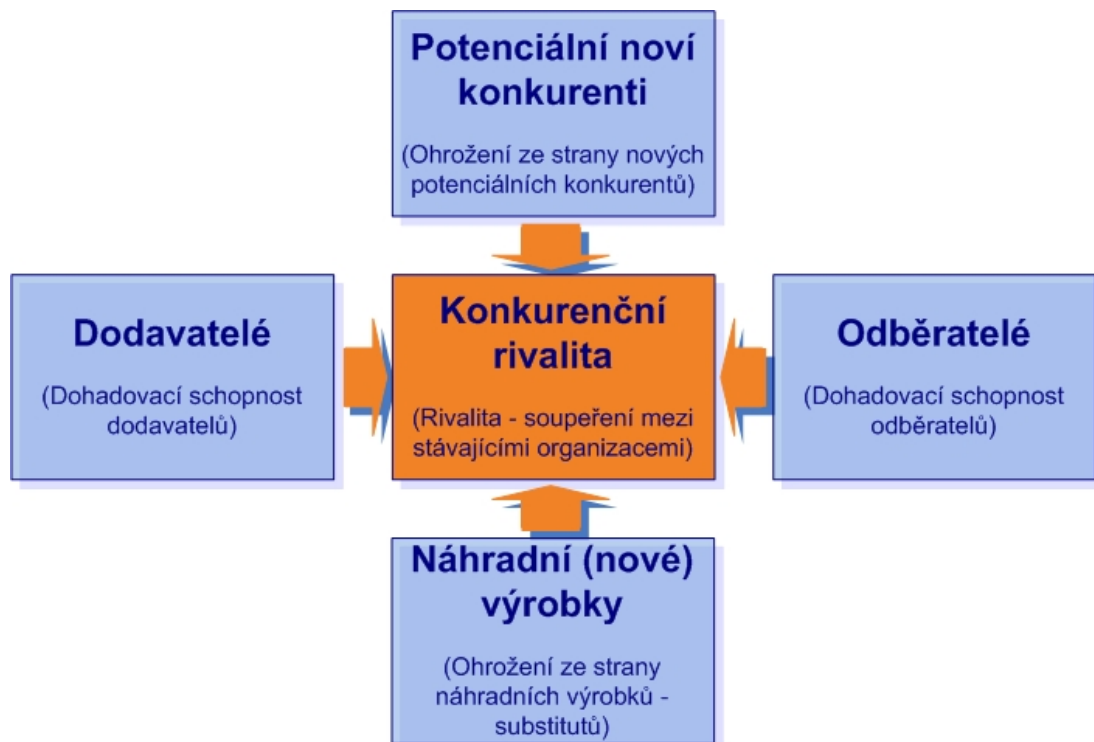 Potenciální noví
konkurenti
(Ohrožení ze strany nových
potenciálních konkurentů)
Dodavatelé
(Dohadovací schopnost
dodavatelů)
Konkurenční
rivalita
(Rivalita - soupeření mezi
stávajícími organizacemi)
Odběratelé
(Dohadovací schopnost
odběratelů)
Náhradní (nové)
výrobky
(Ohrožení ze strany
náhradních výrobků -
substitutů)